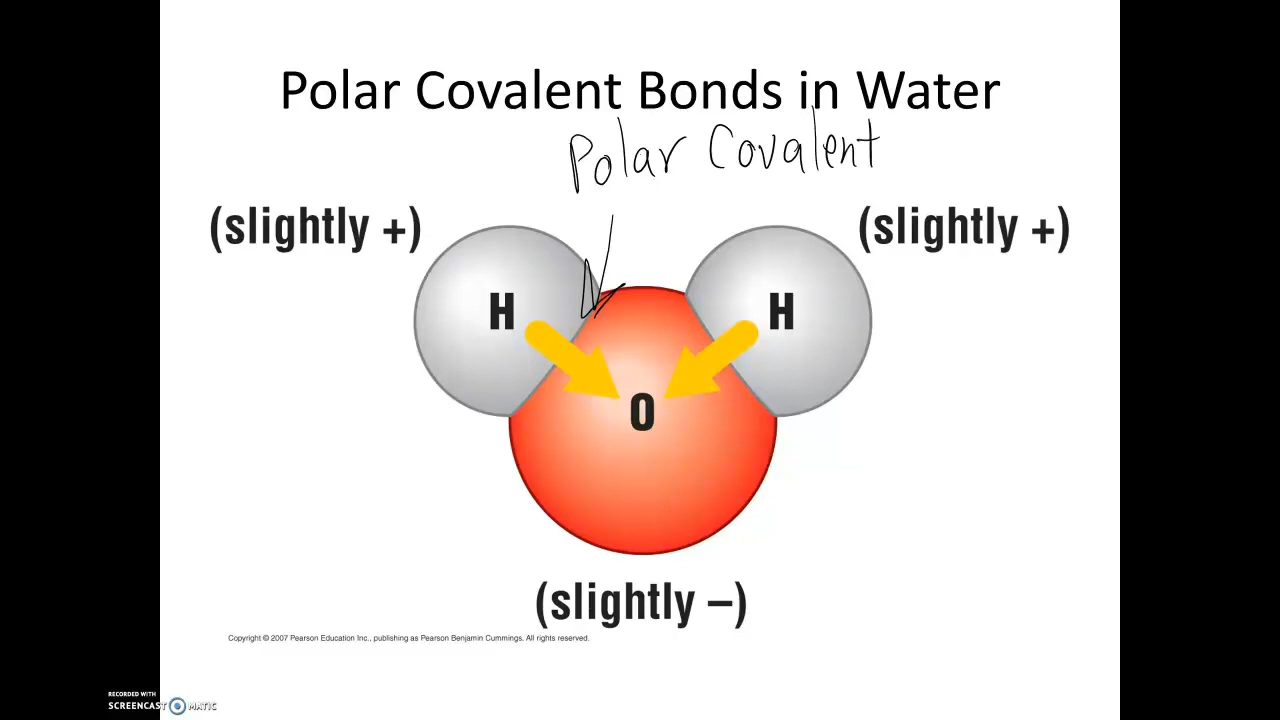 Polar Covalent Bonds in Water
Polar Covalent
(slightly +)
(slightly +)
H
H
O
(slightly –)
Copyright © 2007 Pearson Education Inc., publishing as Pearson Benjamin Cummings. All rights reserved.
RECORDED WITH
SCREENCAST MATIC